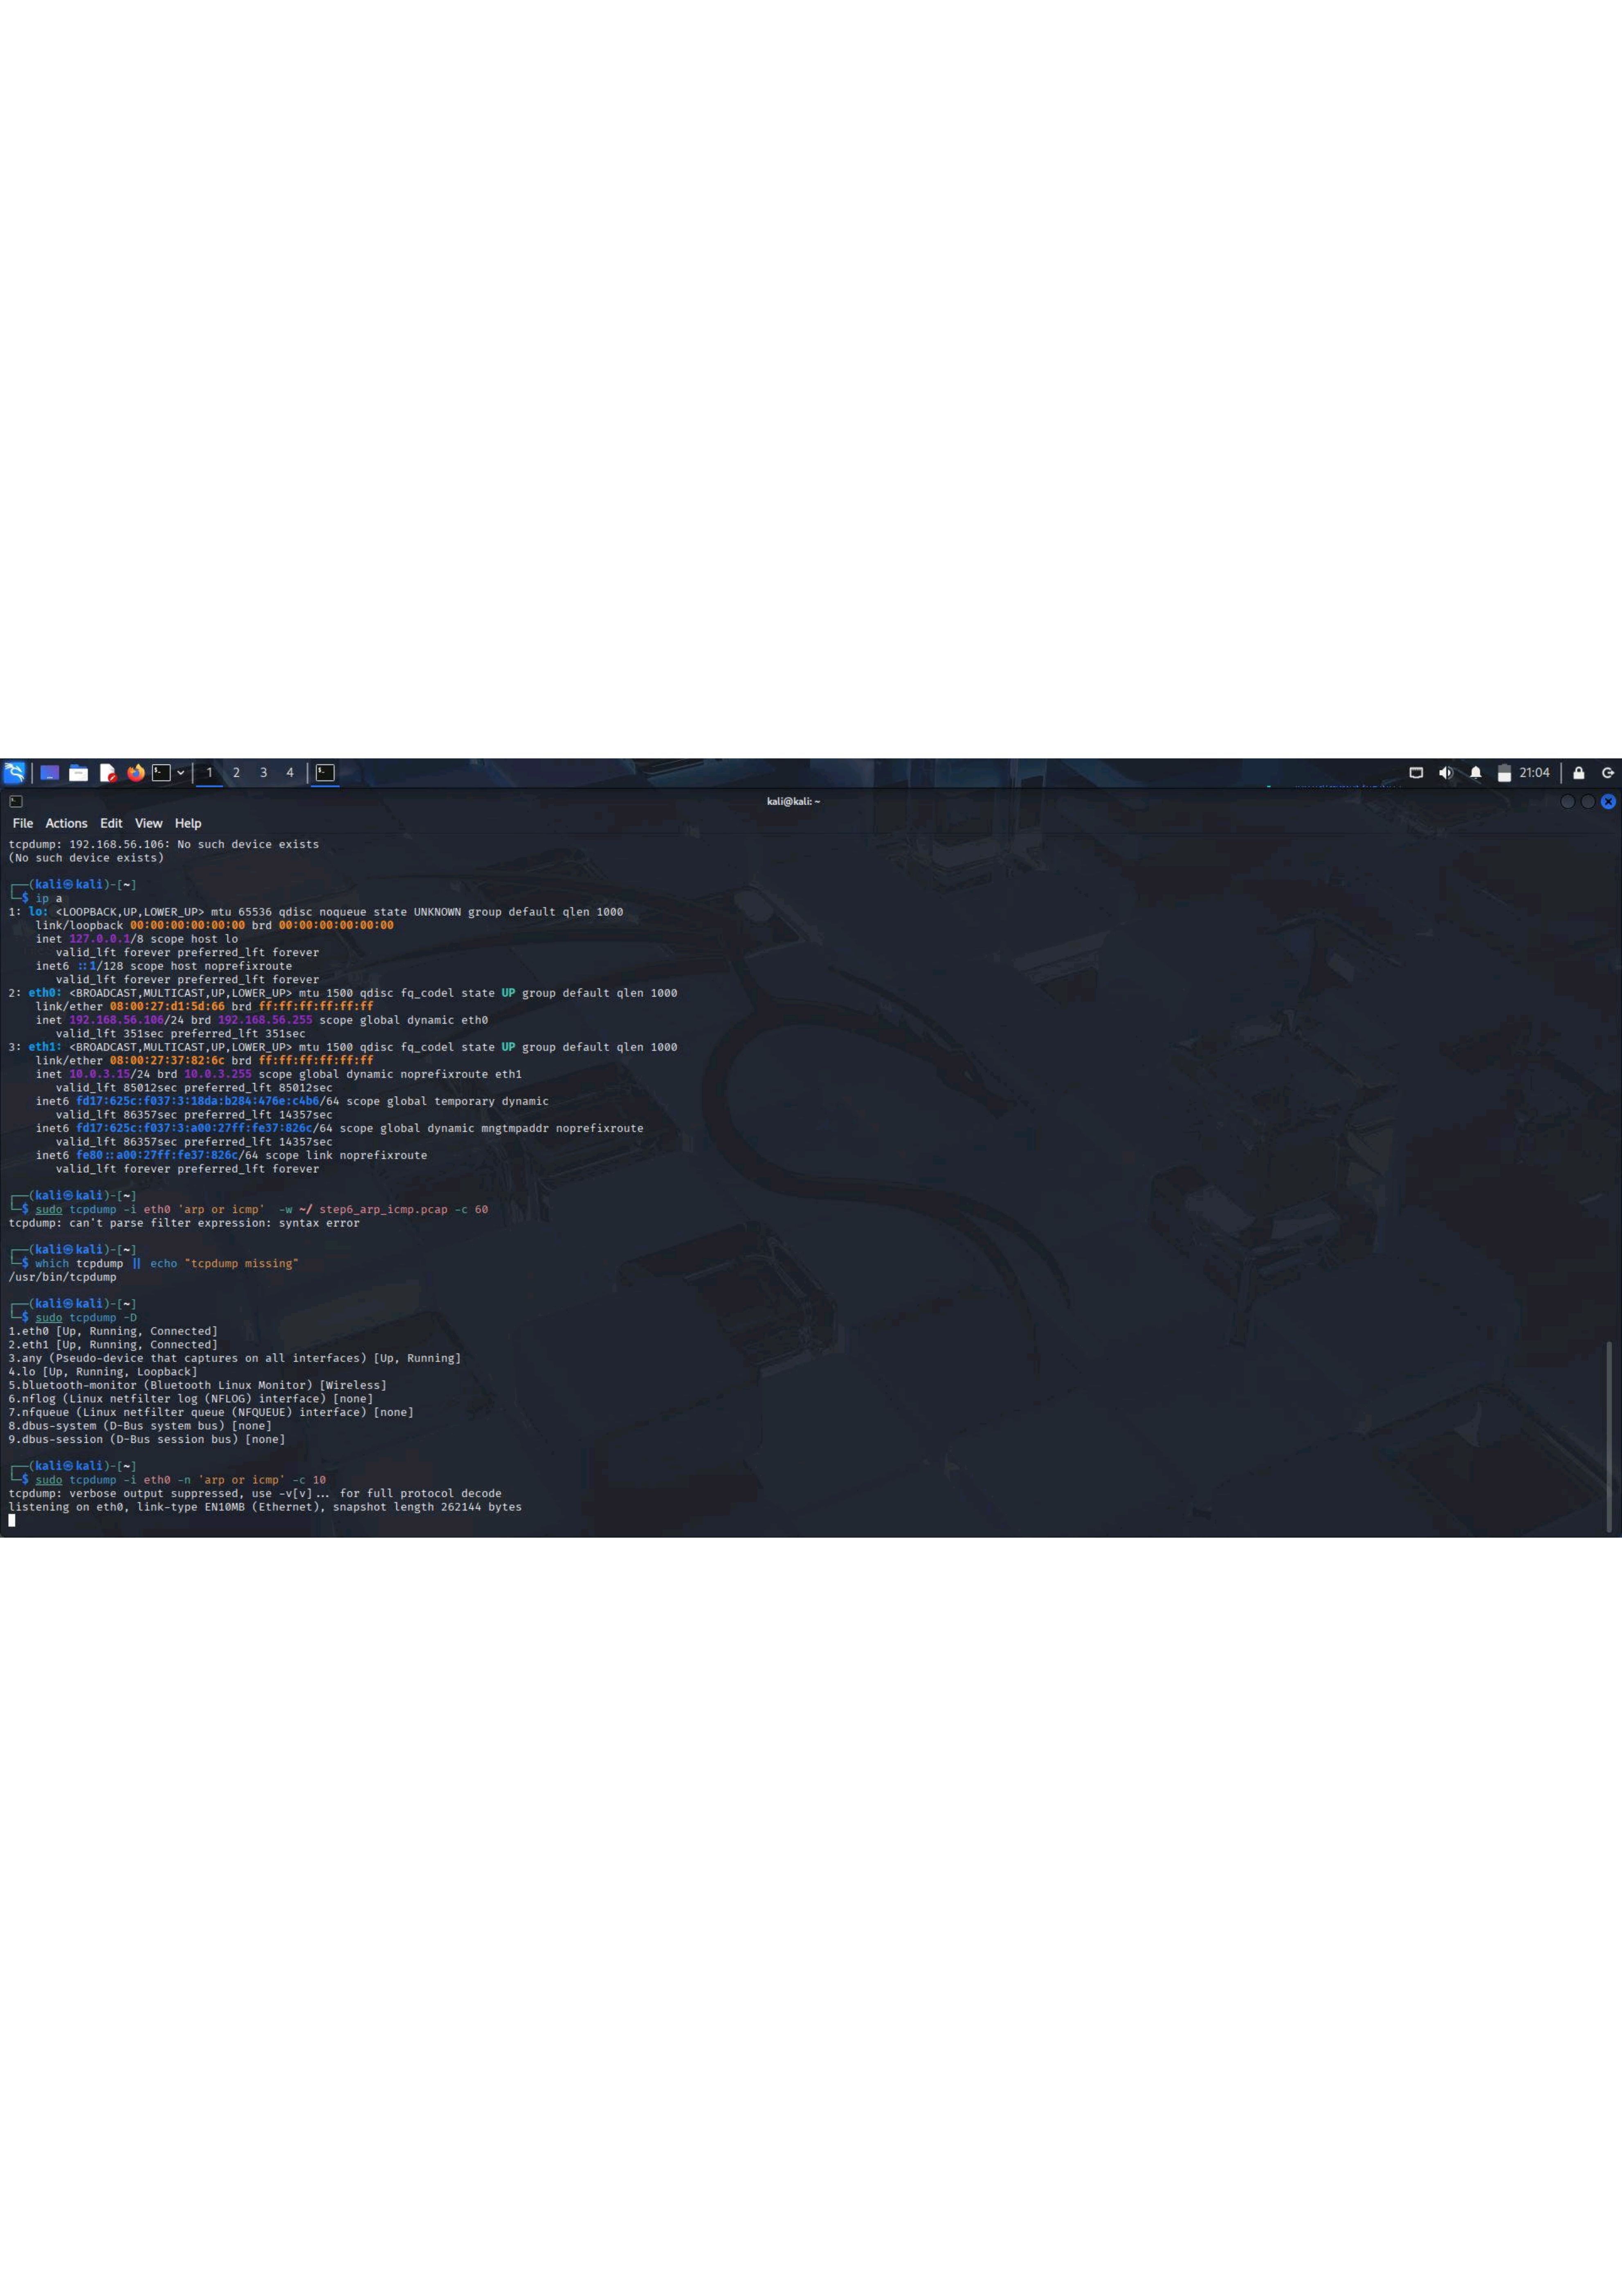 1 2 3 4 21:04
kali@kali: ~
File Actions Edit View Help
tcpdump: 192.168.56.106: No such device exists
(No such device exists)
┌──(kali㉿kali)-[~]
└─$ ip a
1: lo: <LOOPBACK,UP,LOWER_UP> mtu 65536 qdisc noqueue state UNKNOWN group default qlen 1000
    link/loopback 00:00:00:00:00:00 brd 00:00:00:00:00:00
    inet 127.0.0.1/8 scope host lo
       valid_lft forever preferred_lft forever
    inet6 ::1/128 scope host noprefixroute
       valid_lft forever preferred_lft forever
2: eth0: <BROADCAST,MULTICAST,UP,LOWER_UP> mtu 1500 qdisc fq_codel state UP group default qlen 1000
    link/ether 08:00:27:d1:5d:66 brd ff:ff:ff:ff:ff:ff
    inet 192.168.56.106/24 brd 192.168.56.255 scope global dynamic eth0
       valid_lft 351sec preferred_lft 351sec
3: eth1: <BROADCAST,MULTICAST,UP,LOWER_UP> mtu 1500 qdisc fq_codel state UP group default qlen 1000
    link/ether 08:00:27:37:82:6c brd ff:ff:ff:ff:ff:ff
    inet 10.0.3.15/24 brd 10.0.3.255 scope global dynamic noprefixroute eth1
       valid_lft 85012sec preferred_lft 85012sec
    inet6 fd17:625c:f037:3:18da:b284:476e:c4b6/64 scope global temporary dynamic
       valid_lft 86357sec preferred_lft 14357sec
    inet6 fd17:625c:f037:3:a00:27ff:fe37:826c/64 scope global dynamic mngtmpaddr noprefixroute
       valid_lft 86357sec preferred_lft 14357sec
    inet6 fe80::a00:27ff:fe37:826c/64 scope link noprefixroute
       valid_lft forever preferred_lft forever
┌──(kali㉿kali)-[~]
└─$ sudo tcpdump -i eth0 'arp or icmp'  -w ~/ step6_arp_icmp.pcap -c 60
tcpdump: can't parse filter expression: syntax error
┌──(kali㉿kali)-[~]
└─$ which tcpdump || echo "tcpdump missing"
/usr/bin/tcpdump
┌──(kali㉿kali)-[~]
└─$ sudo tcpdump -D
1.eth0 [Up, Running, Connected]
2.eth1 [Up, Running, Connected]
3.any (Pseudo-device that captures on all interfaces) [Up, Running]
4.lo [Up, Running, Loopback]
5.bluetooth-monitor (Bluetooth Linux Monitor) [Wireless]
6.nflog (Linux netfilter log (NFLOG) interface) [none]
7.nfqueue (Linux netfilter queue (NFQUEUE) interface) [none]
8.dbus-system (D-Bus system bus) [none]
9.dbus-session (D-Bus session bus) [none]
┌──(kali㉿kali)-[~]
└─$ sudo tcpdump -i eth0 -n 'arp or icmp' -c 10
tcpdump: verbose output suppressed, use -v[v]... for full protocol decode
listening on eth0, link-type EN10MB (Ethernet), snapshot length 262144 bytes